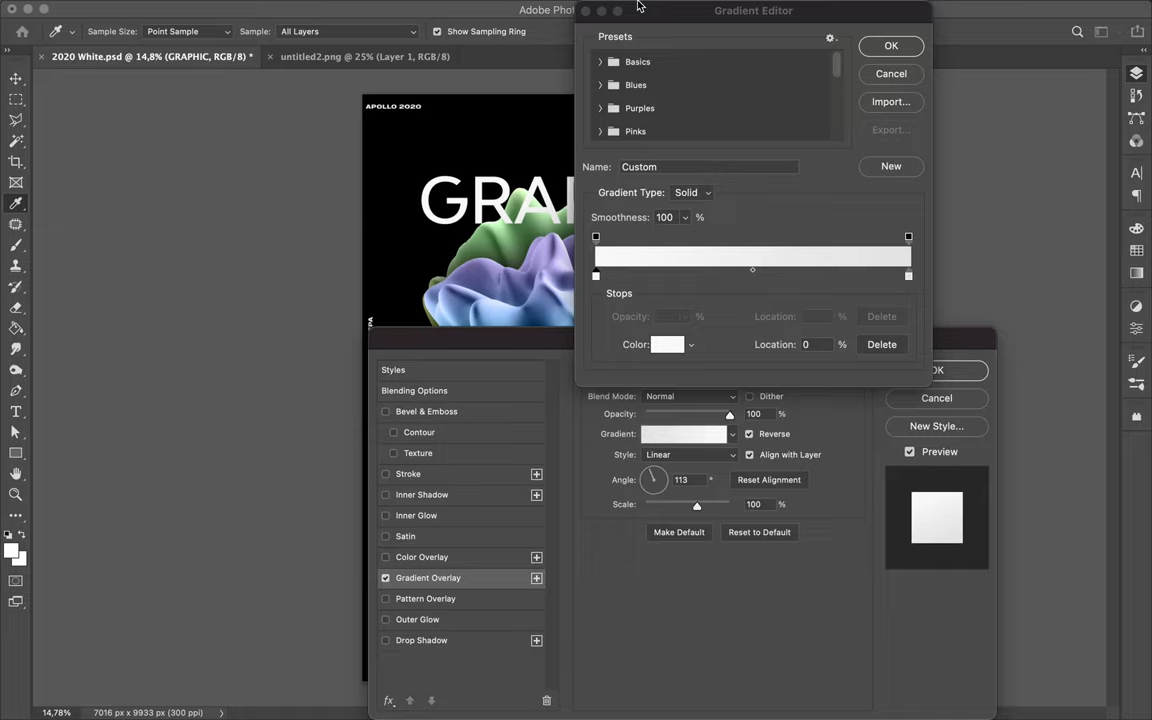 Adobe Pho
Gradient Editor
Sample Size: Point Sample Sample: All Layers Show Sampling Ring
2020 White.psd @ 14,8% (GRAPHIC, RGB/8) * untitled2.png @ 25% (Layer 1, RGB/8)
Presets
Basics
Blues
Purples
Pinks
OK
Cancel
Import...
Export...
Name: Custom
New
Gradient Type: Solid
Smoothness: 100 %
Stops
Opacity: % Location: % Delete
Color: Location: 0 % Delete
APOLLO 2020
GRA
Styles
Blending Options
Bevel & Emboss
Contour
Texture
Stroke
Inner Shadow
Inner Glow
Satin
Color Overlay
Gradient Overlay
Pattern Overlay
Outer Glow
Drop Shadow
fx
Blend Mode: Normal Dither
Opacity: 100 %
Gradient: Reverse
Style: Linear Align with Layer
Angle: 113 ° Reset Alignment
Scale: 100 %
Make Default Reset to Default
OK
Cancel
New Style...
Preview
14,78% 7016 px x 9933 px (300 ppi)